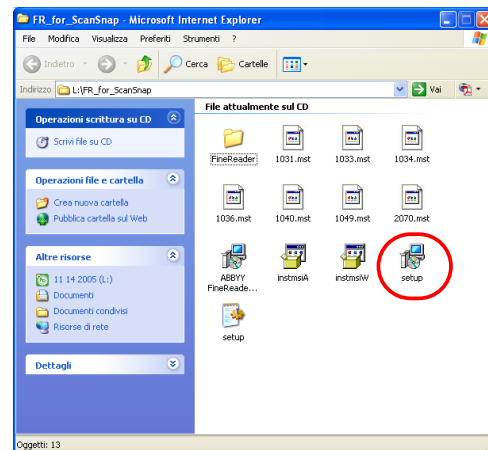 FR_for_ScanSnap - Microsoft Internet Explorer
File Modifica Visualizza Preferiti Strumenti ?
Indietro Cerca Cartelle
Indirizzo L:\FR_for_ScanSnap Vai
File attualmente sul CD
Operazioni scrittura su CD
Scrivi file su CD
FineReader 1031.mst 1033.mst 1034.mst
Operazioni file e cartella
Crea nuova cartella
Pubblica cartella sul Web
1036.mst 1040.mst 1049.mst 2070.mst
Altre risorse
11 14 2005 (L:)
Documenti
Documenti condivisi
Risorse di rete
ABBYY FineReade... instmsiA instmsiW setup
setup
Dettagli
Oggetti: 13